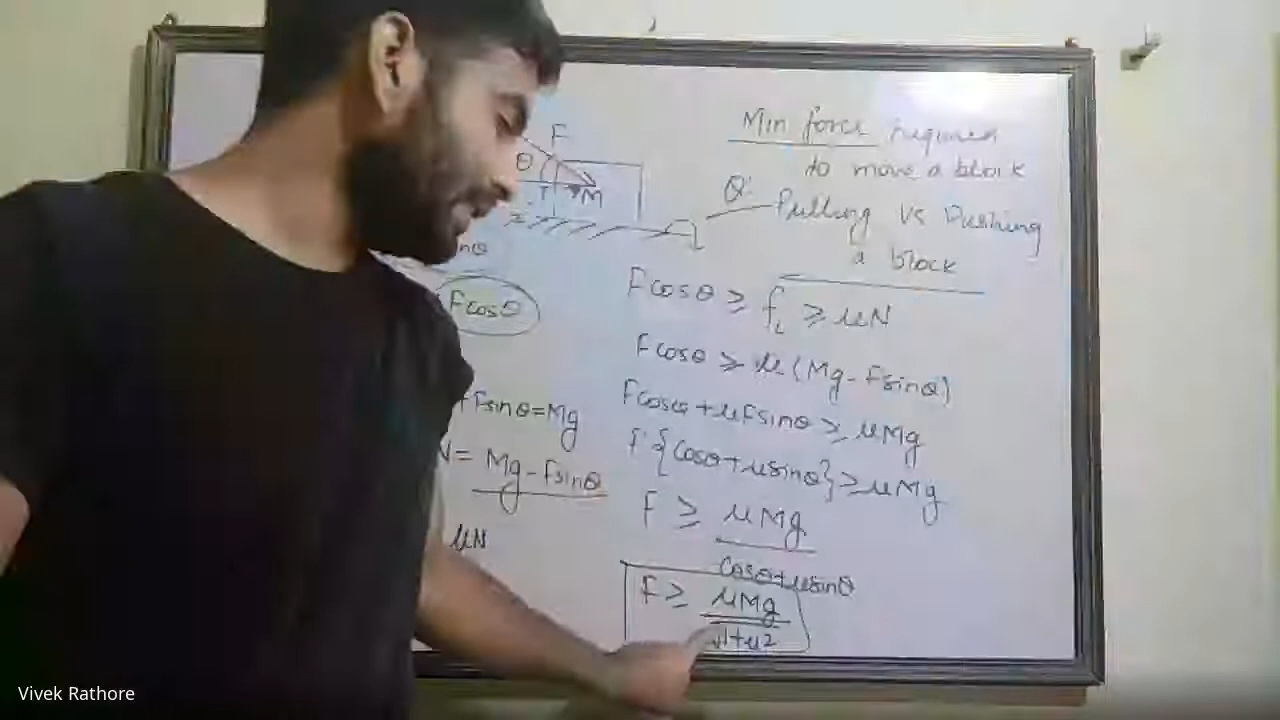 Min force required
to move a block
Q: Pulling vs Pushing
a block
F
θ
M
inθ
Fcosθ
Fcosθ ≥ fL ≥ μN
Fcosθ ≥ μ(Mg-Fsinθ)
+Fsinθ=Mg
Fcosθ+μFsinθ ≥ μMg
N= Mg-Fsinθ
F{cosθ+μsinθ} ≥ μMg
μN
F ≥ μMg
cosθ+μsinθ
F ≥ μMg
√1+μ2
Vivek Rathore